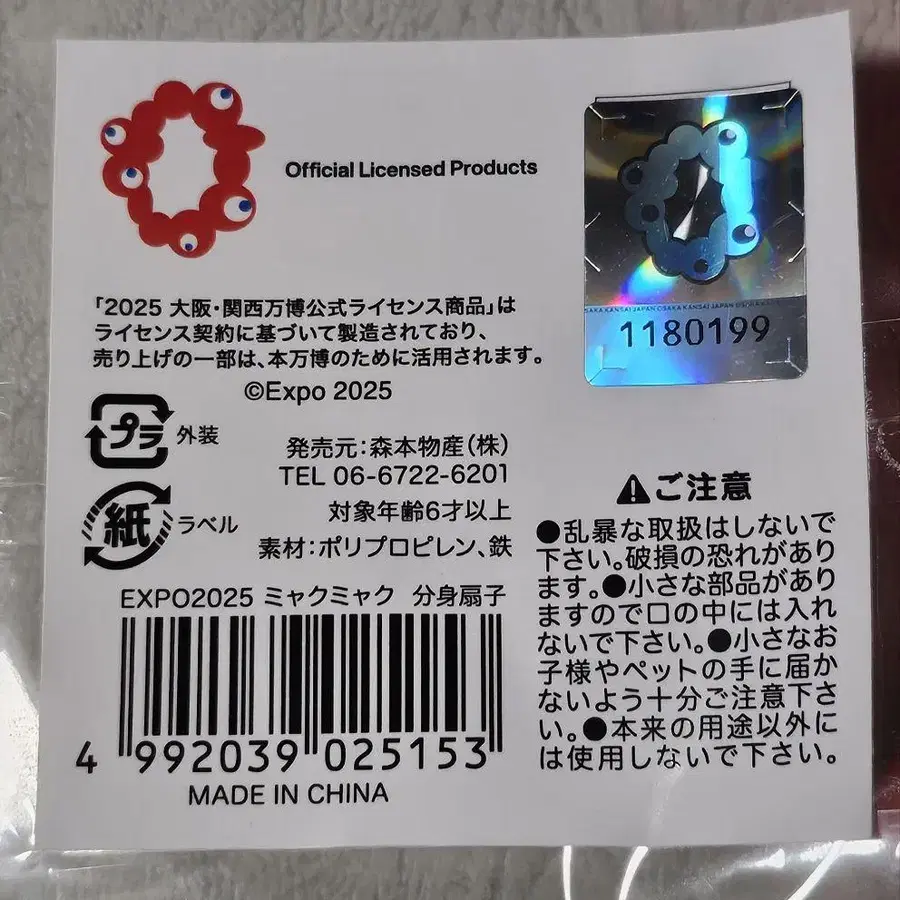 Official Licensed Products
OSAKA KANSAI JAPAN
1180199
「2025 大阪・関西万博公式ライセンス商品」は
ライセンス契約に基づいて製造されており、
売り上げの一部は、本万博のために活用されます。
©Expo 2025
プラ 外装
紙 ラベル
発売元：森本物産(株)
TEL 06-6722-6201
対象年齢6才以上
素材：ポリプロピレン、鉄
EXPO2025 ミャクミャク 分身扇子
4 992039 025153
MADE IN CHINA
ご注意
●乱暴な取扱はしないで
下さい。破損の恐れがあり
ます。●小さな部品があり
ますので口の中には入れ
ないで下さい。●小さなお
子様やペットの手に届か
ないよう十分ご注意下さ
い。●本来の用途以外に
は使用しないで下さい。